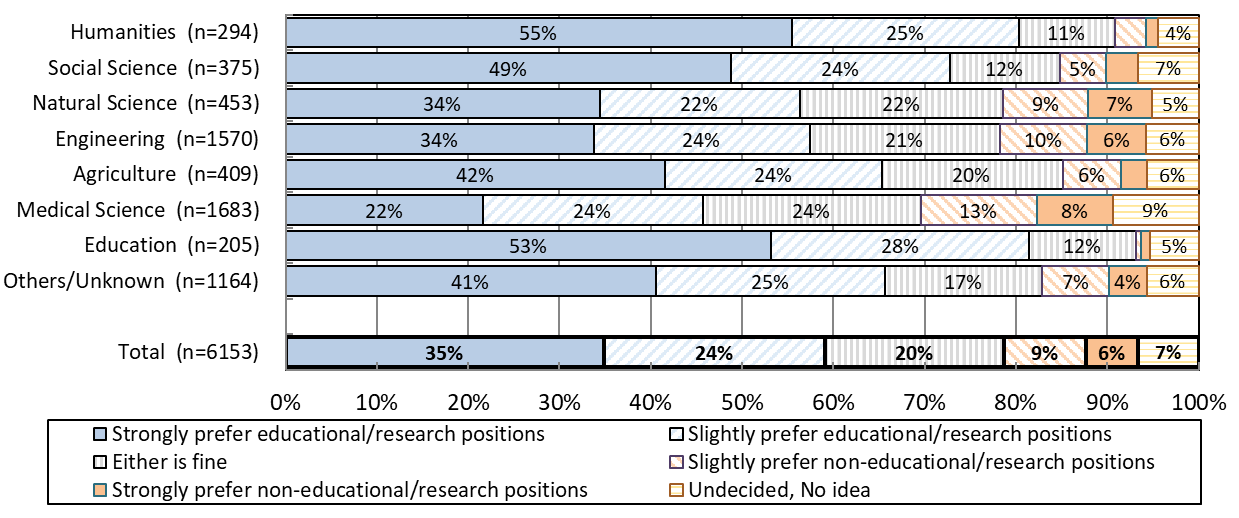 Humanities (n=294) 55% 25% 11% 4%
Social Science (n=375) 49% 24% 12% 5% 7%
Natural Science (n=453) 34% 22% 22% 9% 7% 5%
Engineering (n=1570) 34% 24% 21% 10% 6% 6%
Agriculture (n=409) 42% 24% 20% 6% 6%
Medical Science (n=1683) 22% 24% 24% 13% 8% 9%
Education (n=205) 53% 28% 12% 5%
Others/Unknown (n=1164) 41% 25% 17% 7% 4% 6%
Total (n=6153) 35% 24% 20% 9% 6% 7%
0% 10% 20% 30% 40% 50% 60% 70% 80% 90% 100%
Strongly prefer educational/research positions Slightly prefer educational/research positions
Either is fine Slightly prefer non-educational/research positions
Strongly prefer non-educational/research positions Undecided, No idea